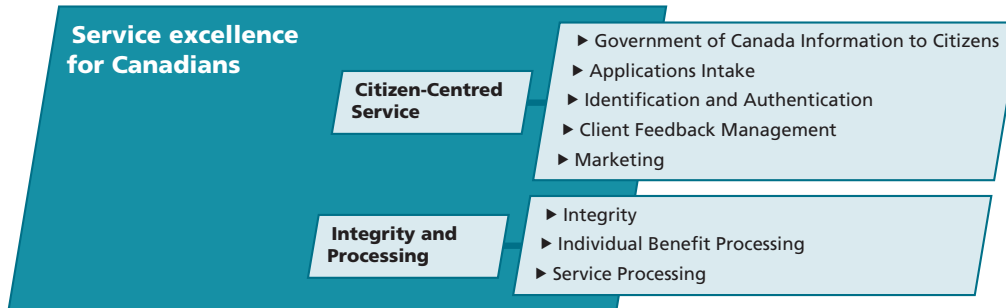 Service excellence
for Canadians
Citizen-Centred
Service
▶ Government of Canada Information to Citizens
▶ Applications Intake
▶ Identification and Authentication
▶ Client Feedback Management
▶ Marketing
Integrity and
Processing
▶ Integrity
▶ Individual Benefit Processing
▶ Service Processing